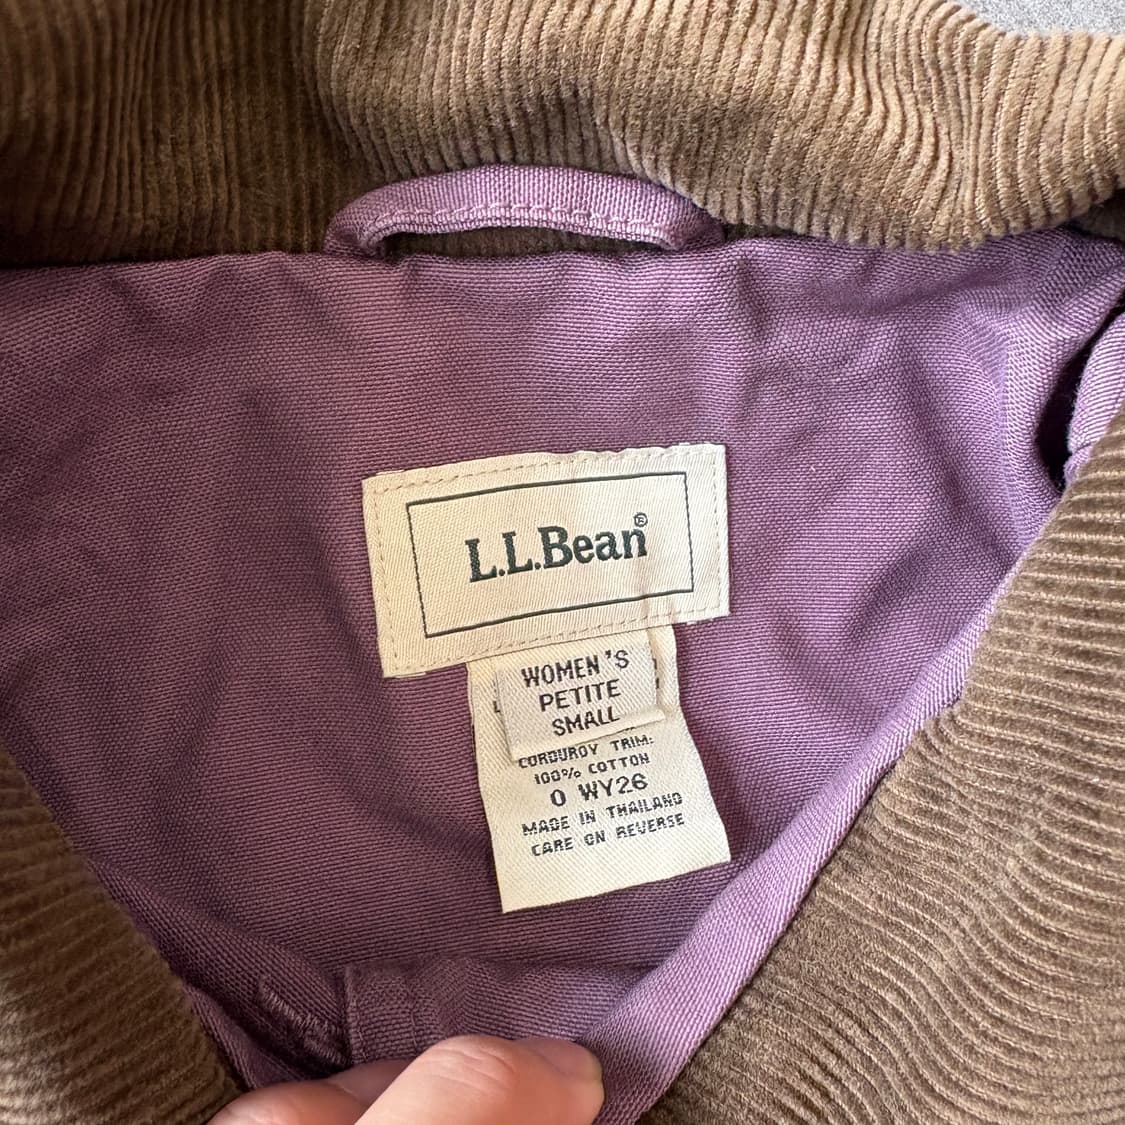 L.L.Bean®
WOMEN'S
PETITE
SMALL
CORDUROY TRIM:
100% COTTON
0 WY26
MADE IN THAILAND
CARE ON REVERSE